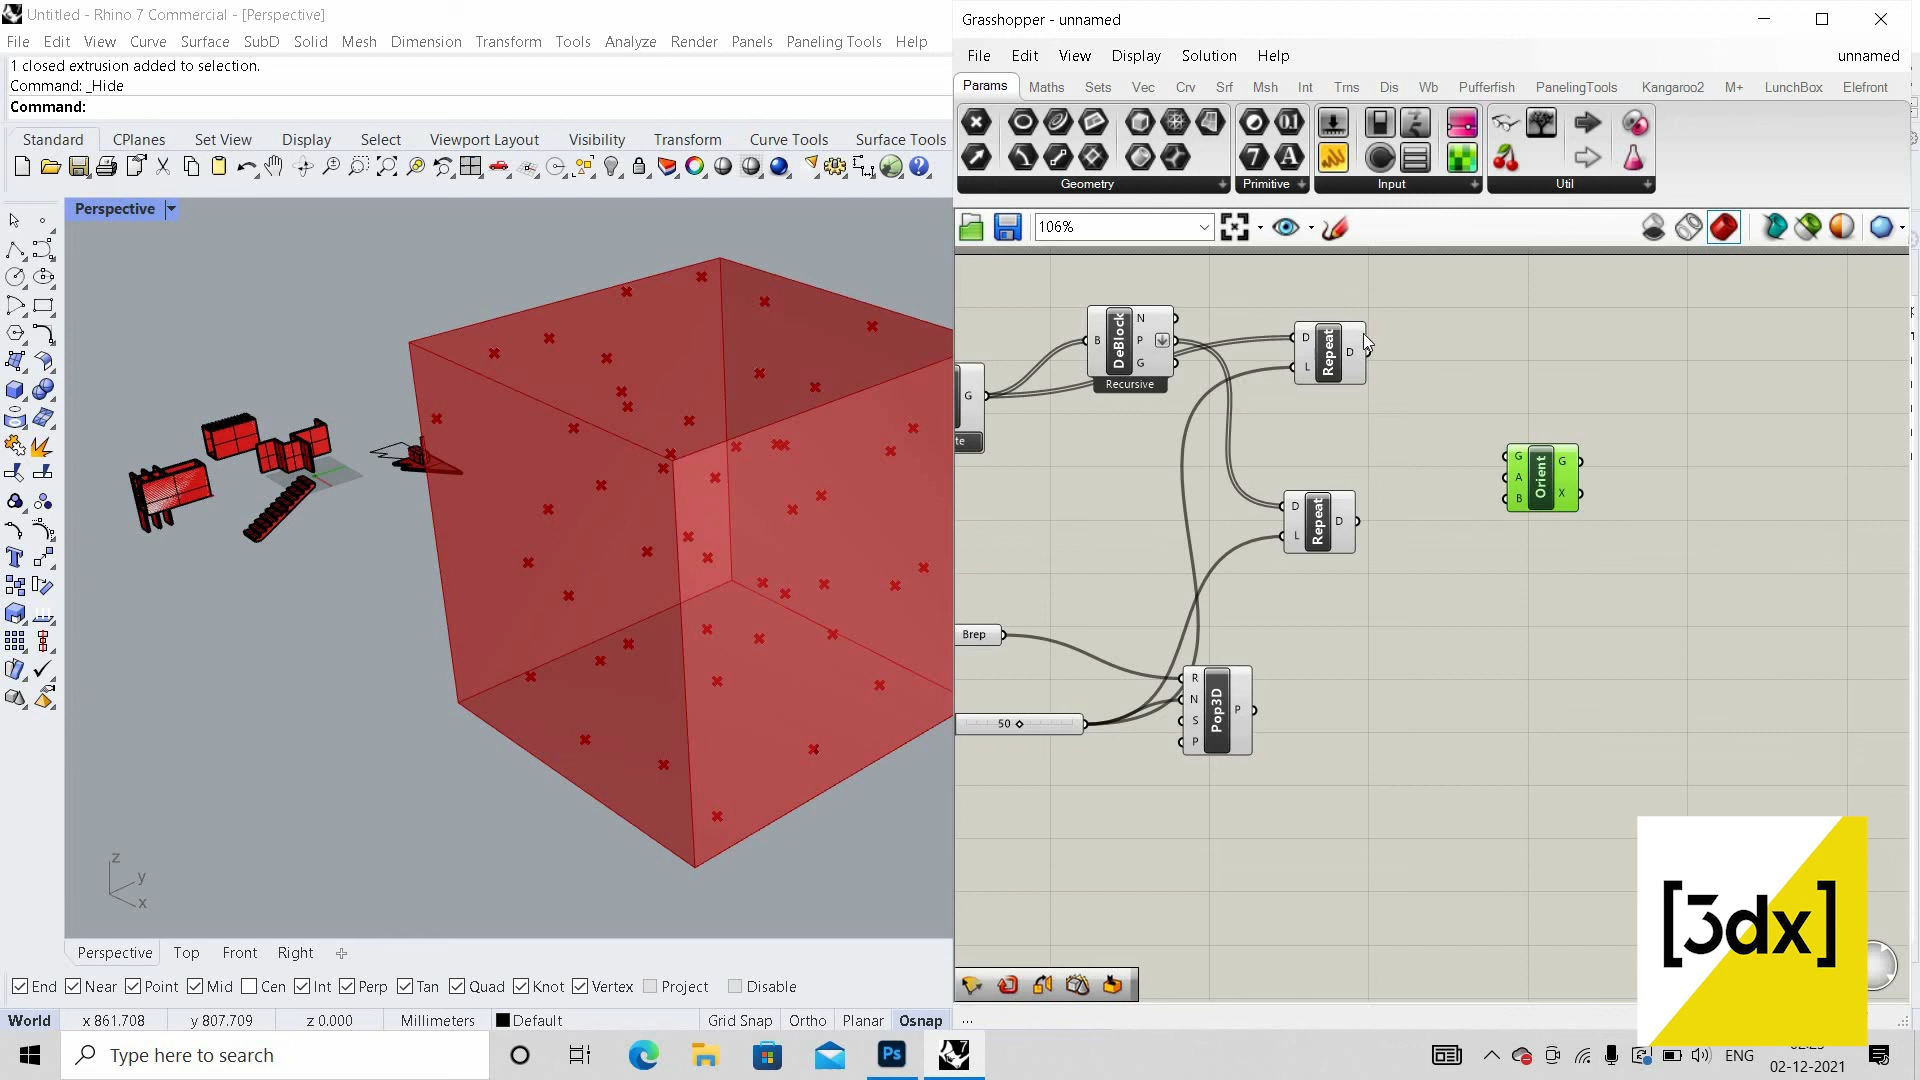 Untitled - Rhino 7 Commercial - [Perspective]
File Edit View Curve Surface SubD Solid Mesh Dimension Transform Tools Analyze Render Panels Paneling Tools Help
1 closed extrusion added to selection.
Command: _Hide
Command:
Standard CPlanes Set View Display Select Viewport Layout Visibility Transform Curve Tools Surface Tools
Perspective
z
y
x
Perspective Top Front Right
End Near Point Mid Cen Int Perp Tan Quad Knot Vertex Project Disable
World x 861.708 y 807.709 z 0.000 Millimeters Default Grid Snap Ortho Planar Osnap
Grasshopper - unnamed
File Edit View Display Solution Help unnamed
Params Maths Sets Vec Crv Srf Msh Int Trns Dis Wb Pufferfish PanelingTools Kangaroo2 M+ LunchBox Elefront
Geometry Primitive Input Util
106%
G
te
B DeBlock N P G
Recursive
D L Repeat D
D L Repeat D
G A B Orient G X
Brep
50
R N S P Pop3D P
[3dx]
...
Type here to search
Ps
7
ENG
02-12-2021